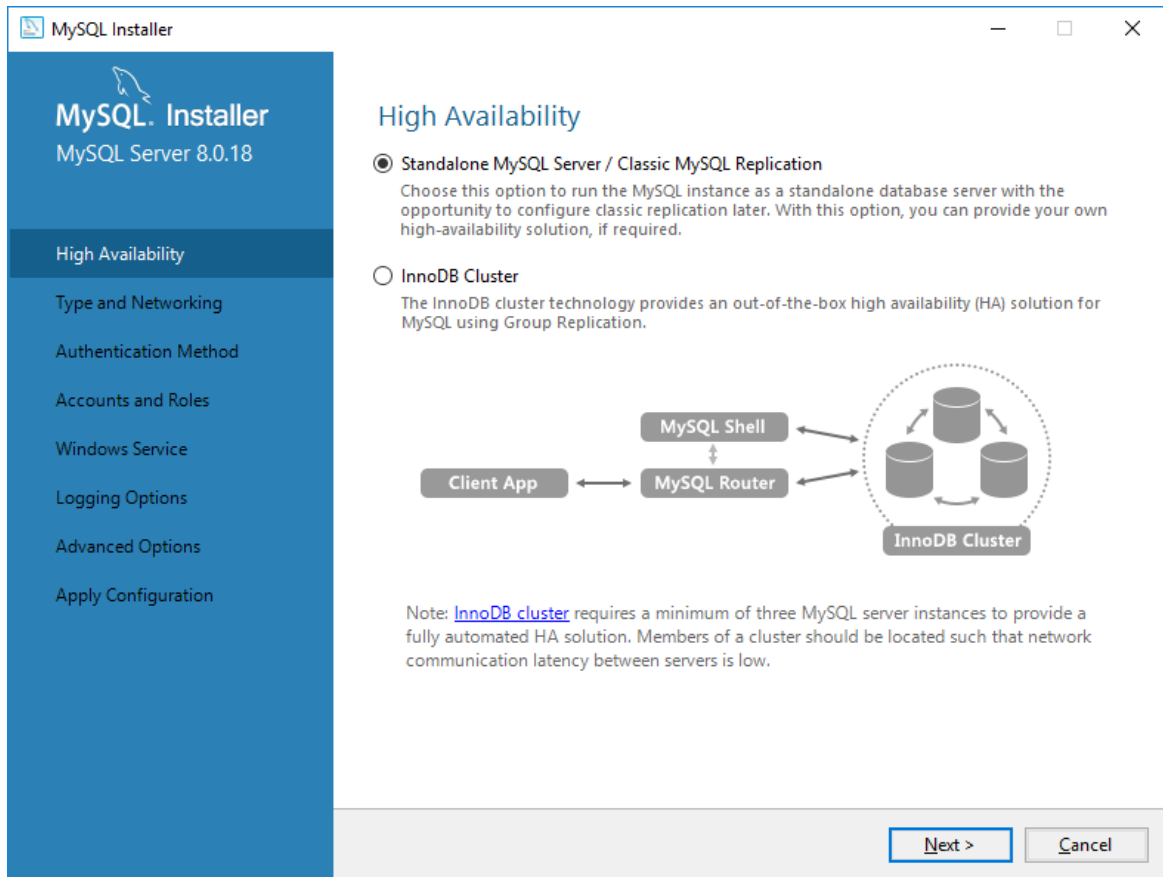 MySQL Installer
MySQL. Installer
MySQL Server 8.0.18
High Availability
Type and Networking
Authentication Method
Accounts and Roles
Windows Service
Logging Options
Advanced Options
Apply Configuration
High Availability
Standalone MySQL Server / Classic MySQL Replication
Choose this option to run the MySQL instance as a standalone database server with the
opportunity to configure classic replication later. With this option, you can provide your own
high-availability solution, if required.
InnoDB Cluster
The InnoDB cluster technology provides an out-of-the-box high availability (HA) solution for
MySQL using Group Replication.
MySQL Shell
Client App
MySQL Router
InnoDB Cluster
Note: InnoDB cluster requires a minimum of three MySQL server instances to provide a
fully automated HA solution. Members of a cluster should be located such that network
communication latency between servers is low.
Next >
Cancel